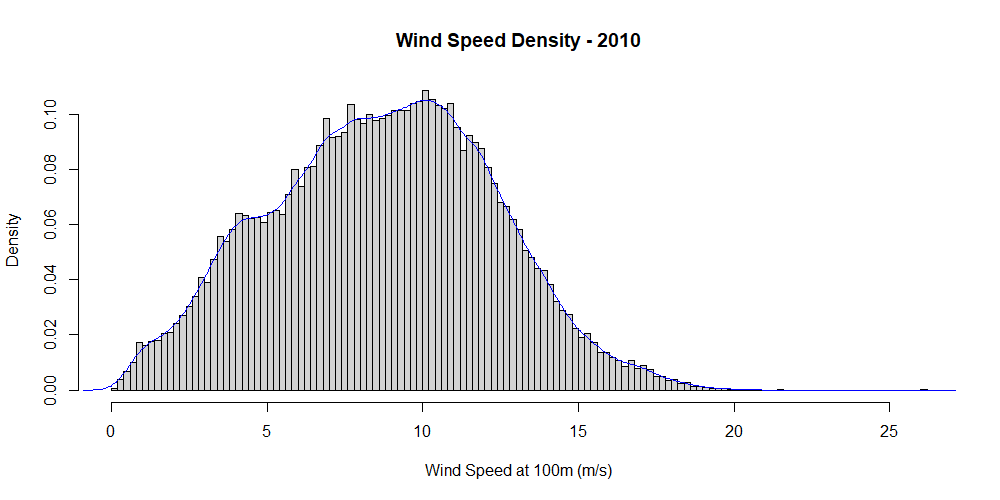 Wind Speed Density - 2010
Density
0.00 0.02 0.04 0.06 0.08 0.10
0 5 10 15 20 25
Wind Speed at 100m (m/s)